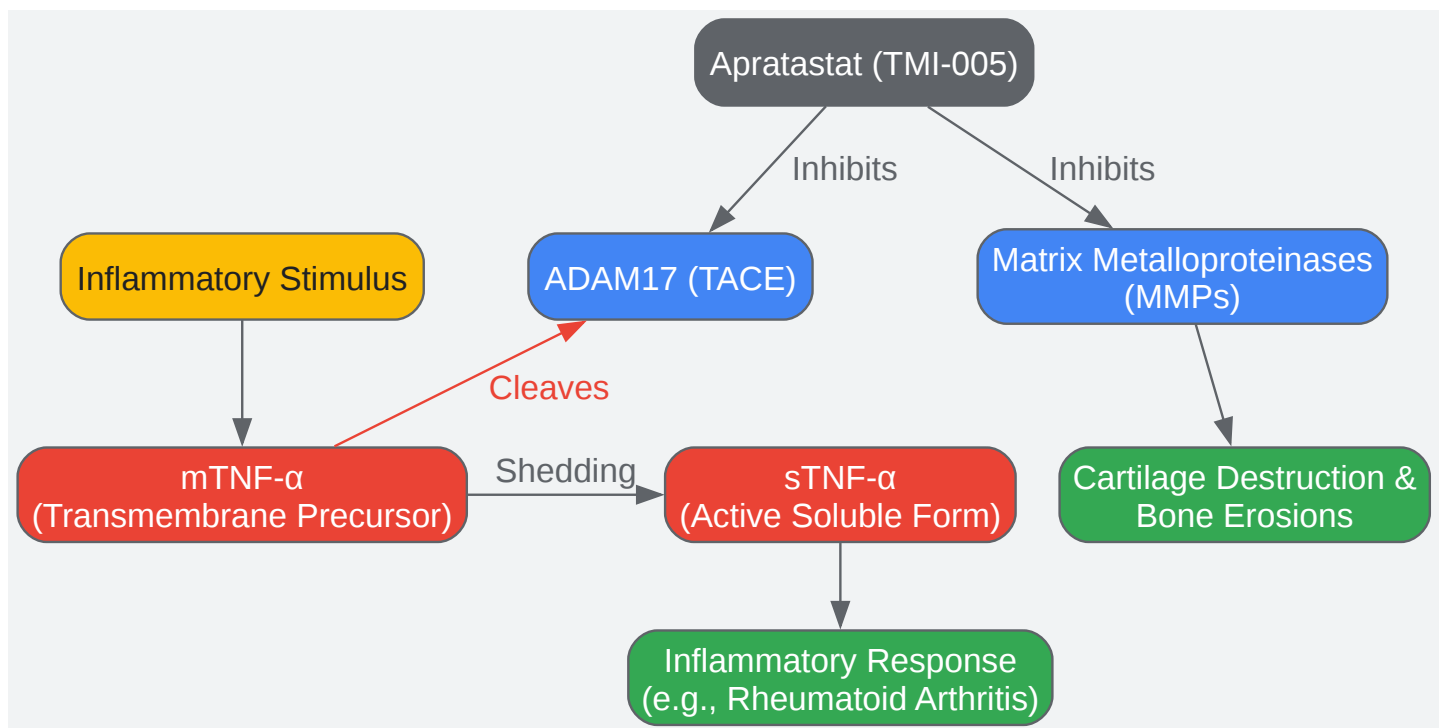 Apratastat (TMI-005)
Inhibits
Inhibits
Inflammatory Stimulus
ADAM17 (TACE)
Matrix Metalloproteinases
(MMPs)
Cleaves
mTNF-α
(Transmembrane Precursor)
Shedding
sTNF-α
(Active Soluble Form)
Cartilage Destruction &
Bone Erosions
Inflammatory Response
(e.g., Rheumatoid Arthritis)